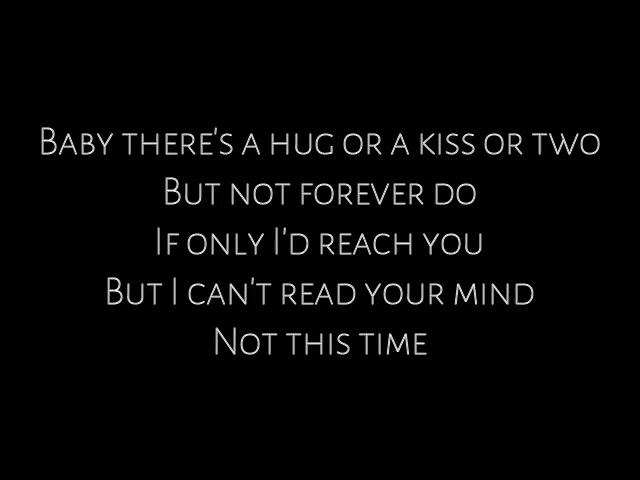 Baby there's a hug or a kiss or two
But not forever do
If only I'd reach you
But I can't read your mind
Not this time